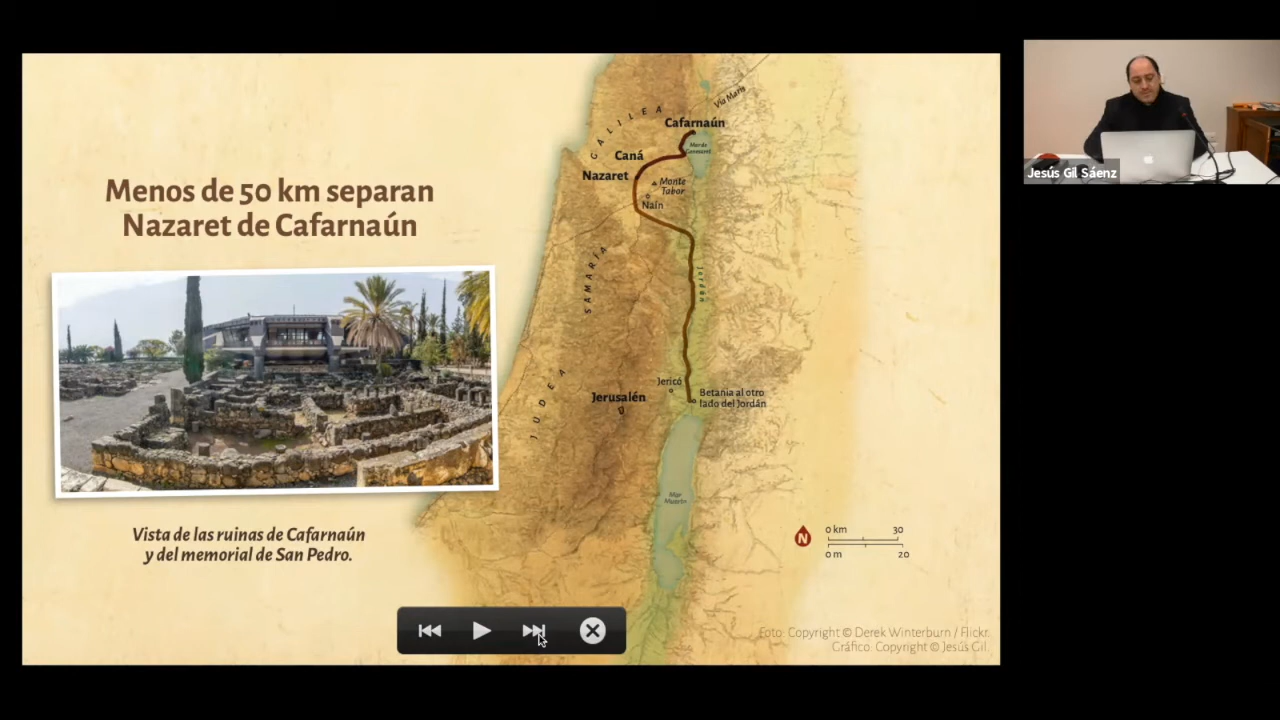 Menos de 50 km separan
Nazaret de Cafarnaún
Vista de las ruinas de Cafarnaún
y del memorial de San Pedro.
GALILEA
Vía Maris
Cafarnaún
Mar de
Genesaret
Caná
Nazaret
Monte
Tabor
Naín
SAMARÍA
Jordán
JUDEA
Jericó
Jerusalén
Betania al otro
lado del Jordán
Mar
Muerto
N
0 km 30
0 m 20
Foto: Copyright © Derek Winterburn / Flickr.
Gráfico: Copyright © Jesús Gil.
Jesús Gil Sáenz